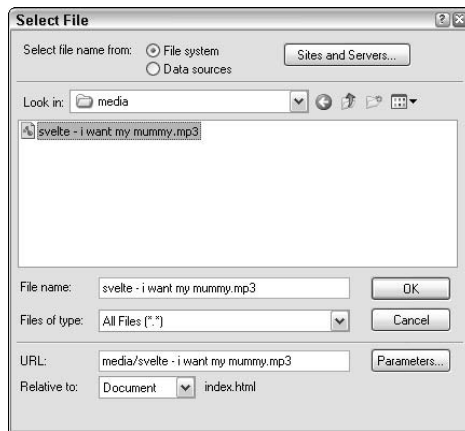 Select File
Select file name from:
File system
Data sources
Sites and Servers...
Look in:
media
svelte - i want my mummy.mp3
File name:
svelte - i want my mummy.mp3
OK
Files of type:
All Files (*.*)
Cancel
URL:
media/svelte - i want my mummy.mp3
Parameters...
Relative to:
Document
index.html